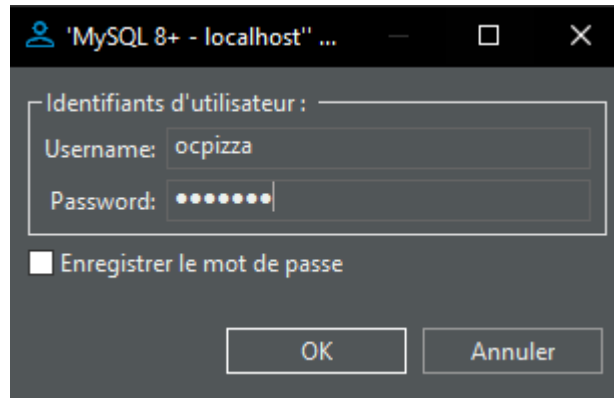 'MySQL 8+ - localhost'' ...
Identifiants d'utilisateur :
Username: ocpizza
Password: •••••••
Enregistrer le mot de passe
OK Annuler